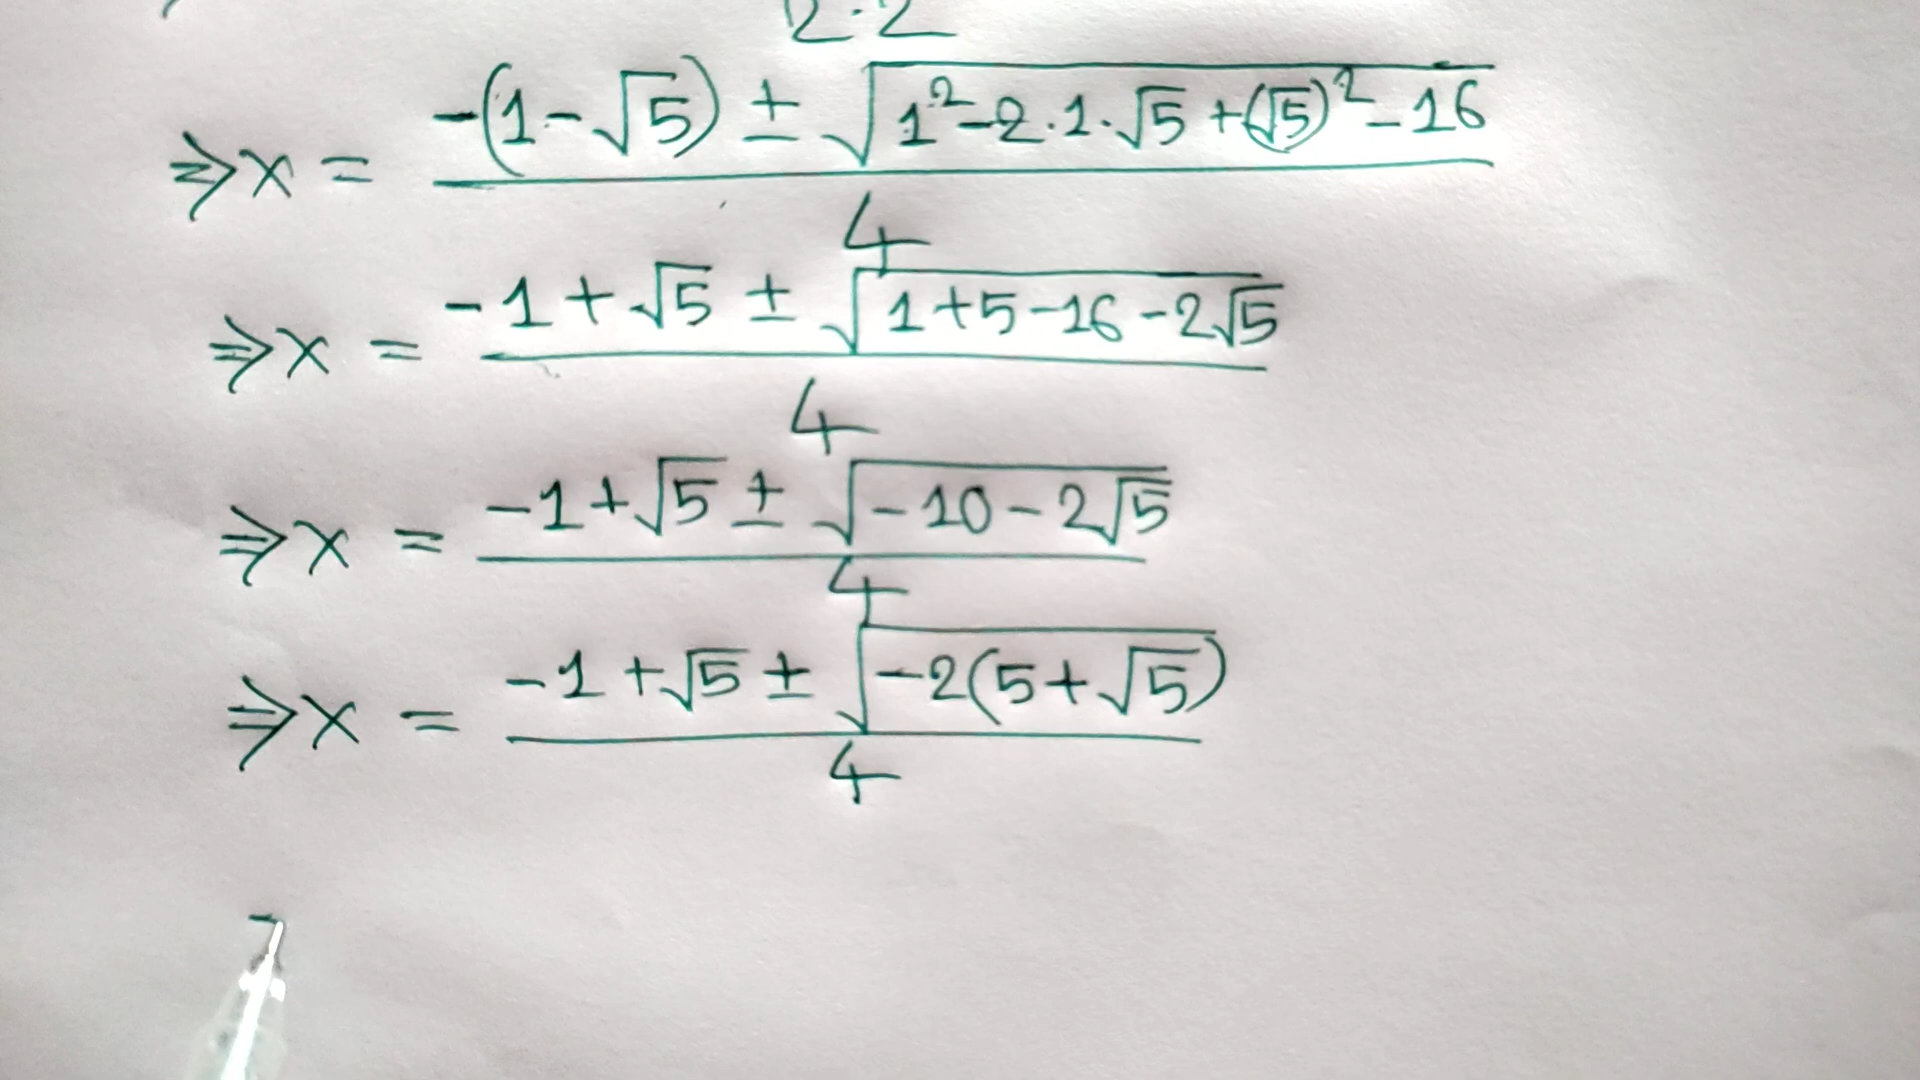 2·2
⇒x = (-(1-√5) ± √(1²-2·1·√5+(√5)²-16))/4
⇒x = (-1+√5 ± √(1+5-16-2√5))/4
⇒x = (-1+√5 ± √(-10-2√5))/4
⇒x = (-1+√5 ± √(-2(5+√5)))/4